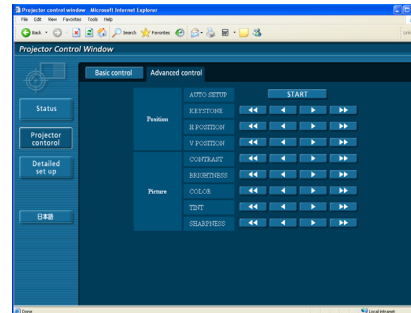 Projector control window - Microsoft Internet Explorer
File Edit View Favorites Tools Help
Back Search Favorites
Projector Control Window
Basic control Advanced control
Status
Projector contorol
Detailed set up
日本語
Position
AUTO SETUP START
KEYSTONE
H POSITION
V POSITION
Picture
CONTRAST
BRIGHTNESS
COLOR
TINT
SHARPNESS
Done Local intranet